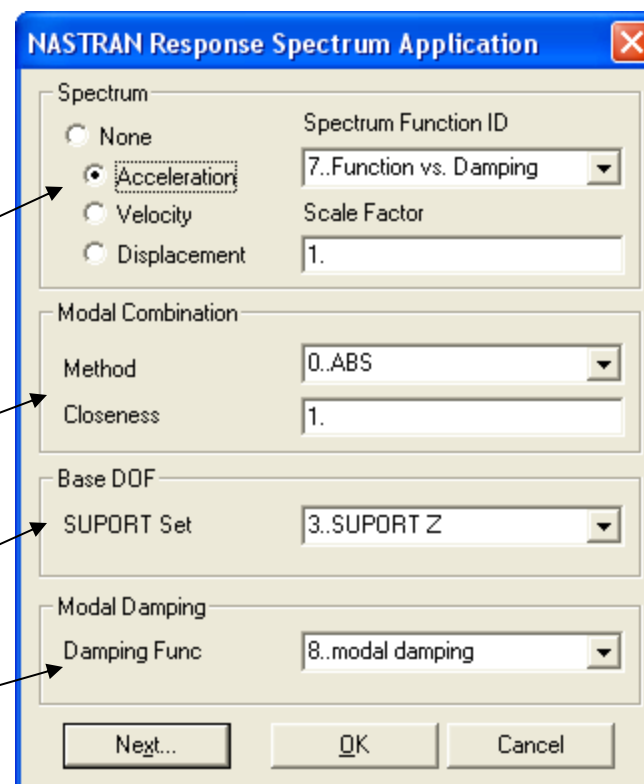 NASTRAN Response Spectrum Application
Spectrum
None
Spectrum Function ID
Acceleration
7..Function vs. Damping
Velocity
Scale Factor
Displacement
1.
Modal Combination
Method
0..ABS
Closeness
1.
Base DOF
SUPORT Set
3..SUPORT Z
Modal Damping
Damping Func
8..modal damping
Next...
OK
Cancel